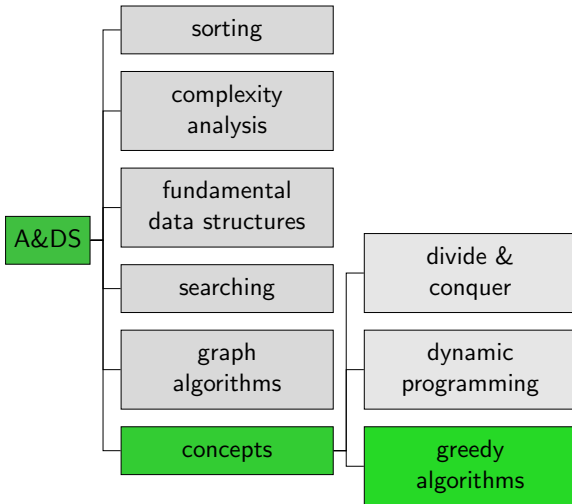 A&DS
sorting
complexity
analysis
fundamental
data structures
searching
graph
algorithms
concepts
divide &
conquer
dynamic
programming
greedy
algorithms